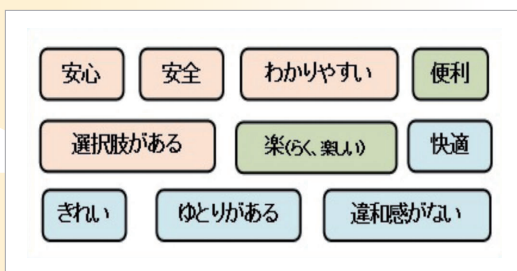 安心 安全 わかりやすい 便利
選択肢がある 楽(らく、楽しい) 快適
きれい ゆとりがある 違和感がない